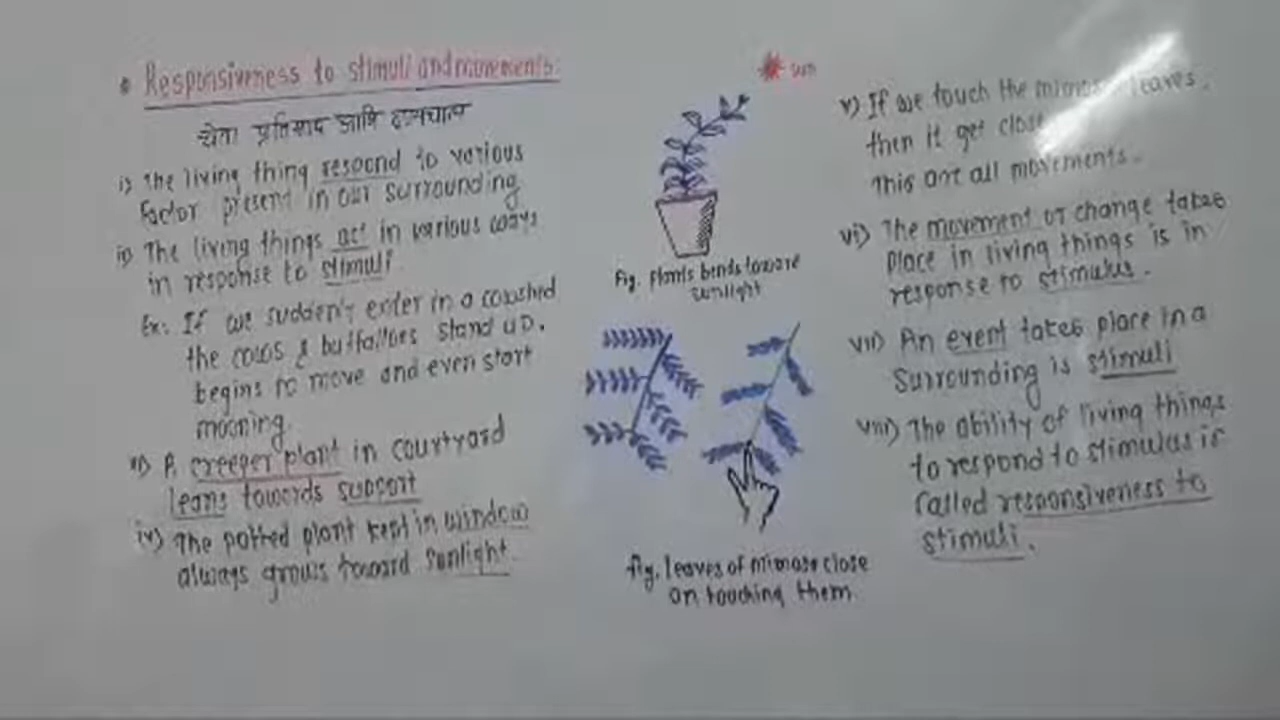 • Responsiveness to stimuli and movements:
चेता प्रतिसाद आणि हालचाल
i) The living thing respond to various
factor present in our surrounding
ii) The living things act in various ways
in response to stimuli
Ex: If we suddenly enter in a cowshed
the cows & buffalloes stand up.
begins to move and even start
mooning.
iii) A creeper plant in courtyard
leans towards support
iv) The potted plant kept in window
always grows toward sunlight.
sun
Fig. Plants bends toward
sunlight
fig. leaves of mimose close
on touching them
v) If we touch the leaves.
then it get
This are all movements.
vi) The movement or change takes
place in living things is in
response to stimulus.
vii) An event takes place in a
surrounding is stimuli
viii) The ability of living things
to respond to stimulus is
called responsiveness to
stimuli.